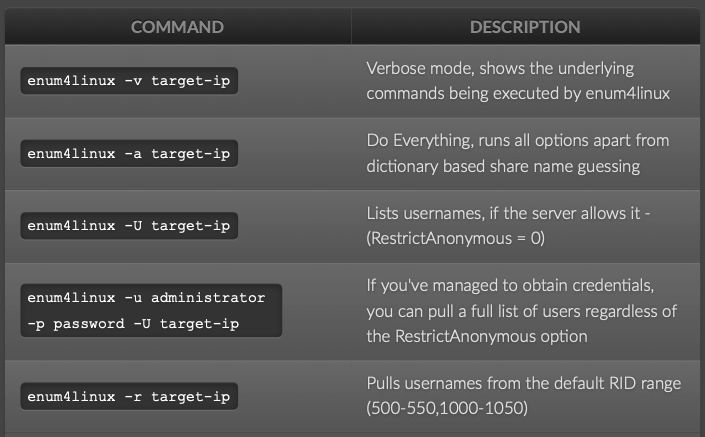 COMMAND DESCRIPTION
enum4linux -v target-ip
Verbose mode, shows the underlying
commands being executed by enum4linux
enum4linux -a target-ip
Do Everything, runs all options apart from
dictionary based share name guessing
enum4linux -U target-ip
Lists usernames, if the server allows it -
(RestrictAnonymous = 0)
enum4linux -u administrator
-p password -U target-ip
If you've managed to obtain credentials,
you can pull a full list of users regardless of
the RestrictAnonymous option
enum4linux -r target-ip
Pulls usernames from the default RID range
(500-550,1000-1050)